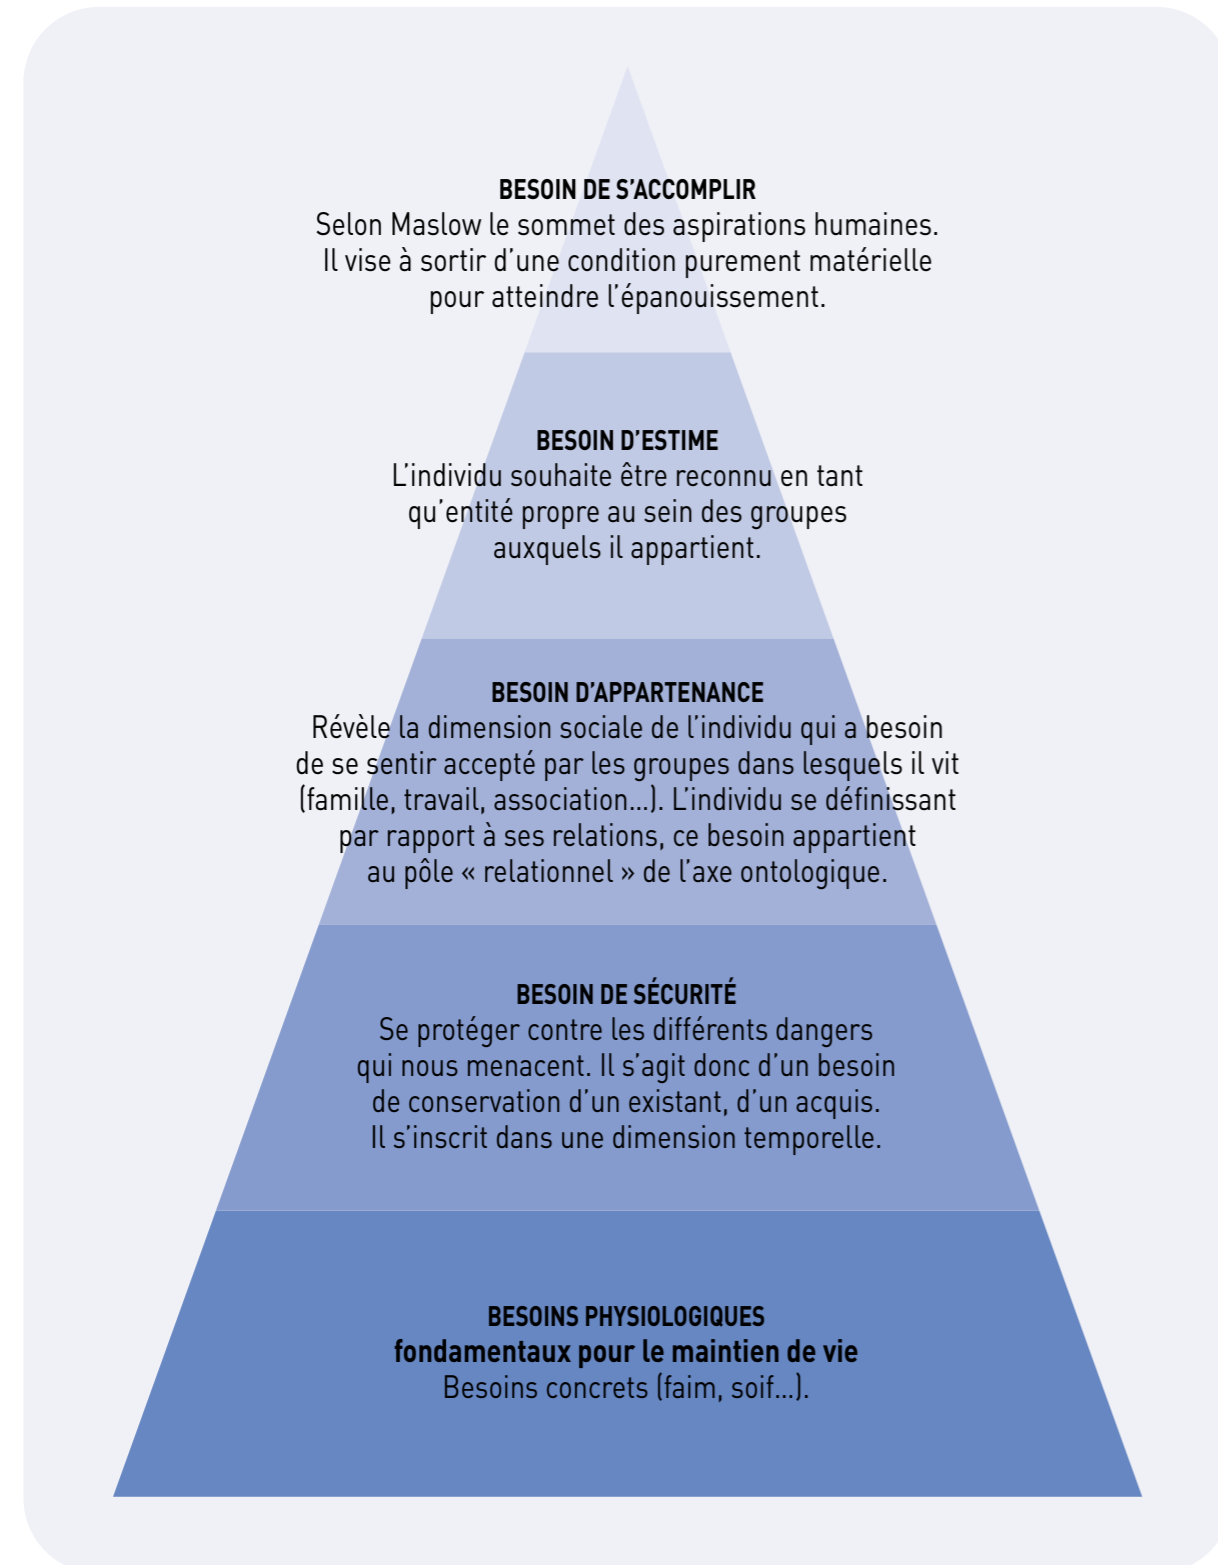 BESOIN DE S’ACCOMPLIR
Selon Maslow le sommet des aspirations humaines.
Il vise à sortir d’une condition purement matérielle
pour atteindre l’épanouissement.
BESOIN D’ESTIME
L’individu souhaite être reconnu en tant
qu’entité propre au sein des groupes
auxquels il appartient.
BESOIN D’APPARTENANCE
Révèle la dimension sociale de l’individu qui a besoin
de se sentir accepté par les groupes dans lesquels il vit
(famille, travail, association...). L’individu se définissant
par rapport à ses relations, ce besoin appartient
au pôle « relationnel » de l’axe ontologique.
BESOIN DE SÉCURITÉ
Se protéger contre les différents dangers
qui nous menacent. Il s’agit donc d’un besoin
de conservation d’un existant, d’un acquis.
Il s’inscrit dans une dimension temporelle.
BESOINS PHYSIOLOGIQUES
fondamentaux pour le maintien de vie
Besoins concrets (faim, soif...).